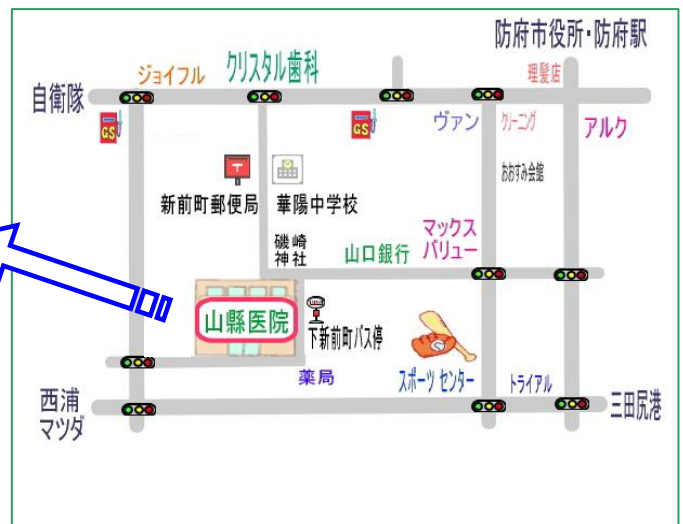 防府市役所・防府駅
ジョイフル
クリスタル歯科
理髪店
自衛隊
GS
GS
ヴァン
クリーニング
アルク
おおすみ会館
〒
新前町郵便局
華陽中学校
磯崎
神社
山口銀行
マックス
バリュー
山縣医院
下新前町バス停
薬局
スポーツ センター
トライアル
西浦
マツダ
三田尻港